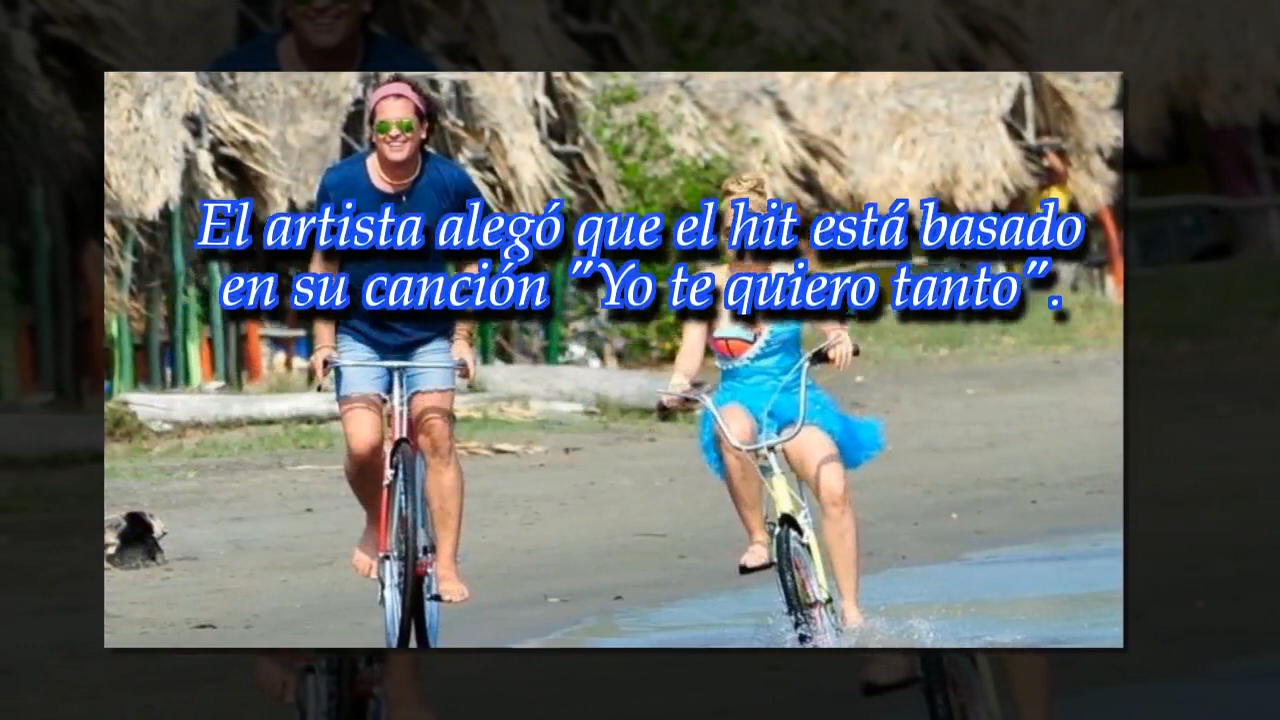 El artista alegó que el hit está basado
en su canción "Yo te quiero tanto".